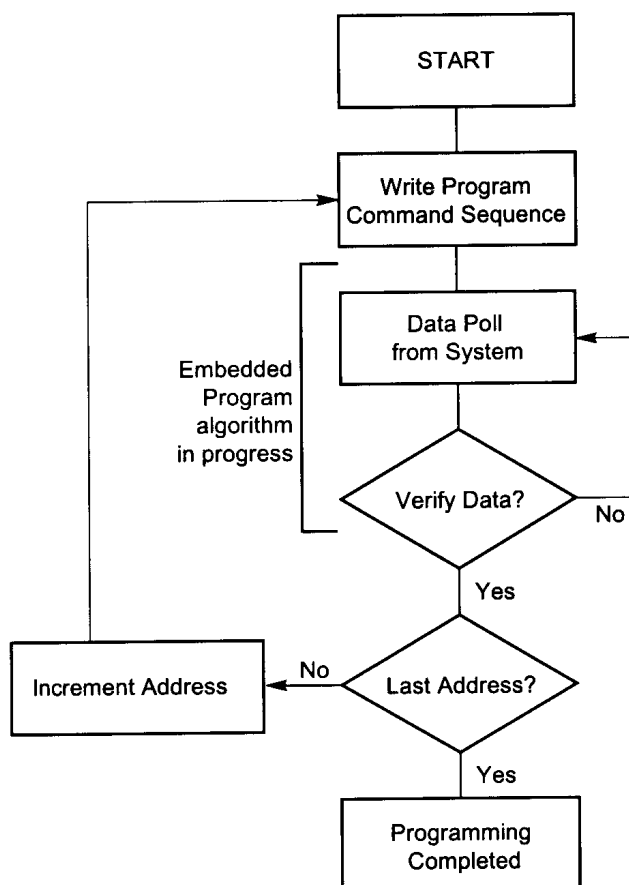 START
Write Program
Command Sequence
Data Poll
from System
Embedded
Program
algorithm
in progress
Verify Data?
No
Yes
Increment Address
No
Last Address?
Yes
Programming
Completed